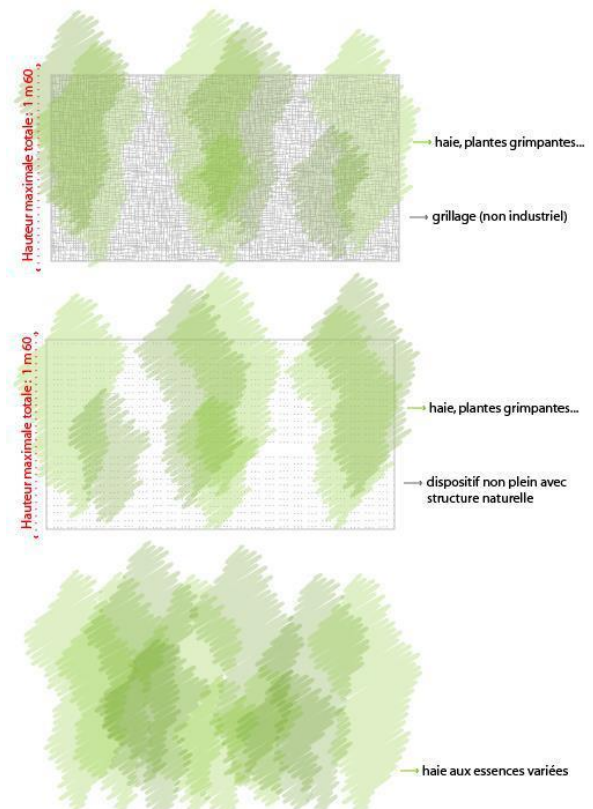 Hauteur maximale totale : 1 m 60
haie, plantes grimpantes...
grillage (non industriel)
Hauteur maximale totale : 1 m 60
haie, plantes grimpantes...
dispositif non plein avec
structure naturelle
haie aux essences variées